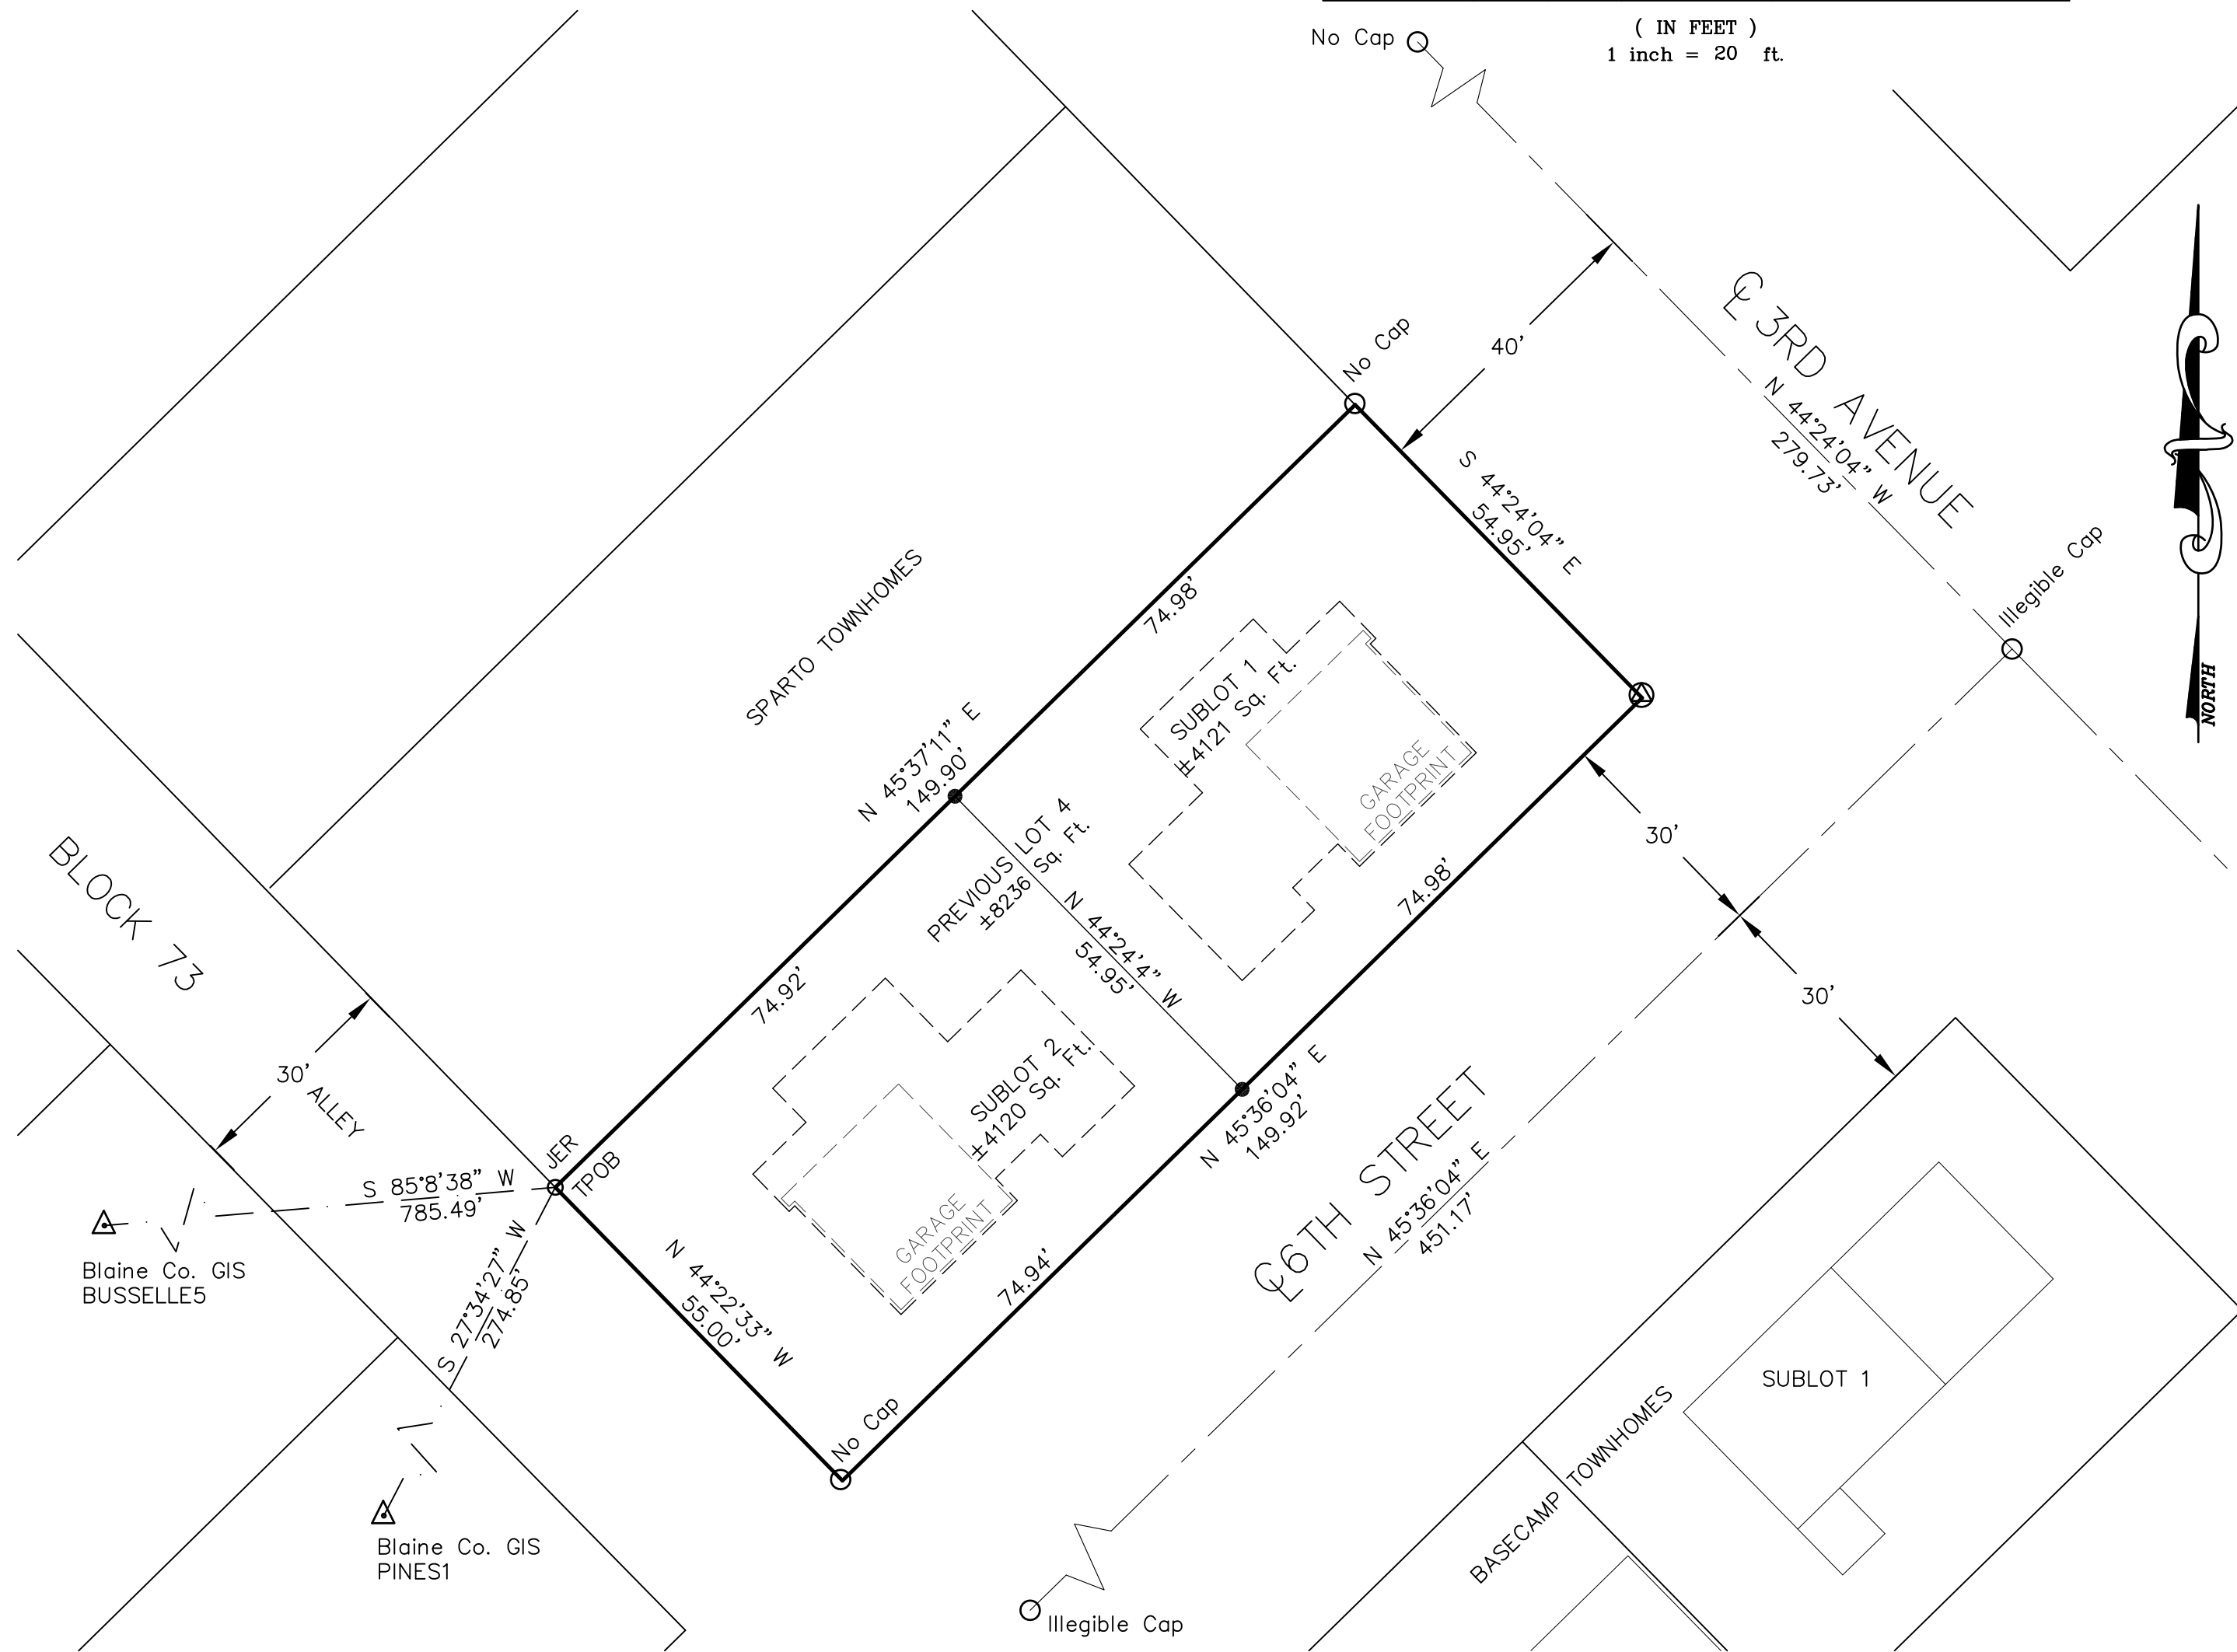 ( IN FEET )
1 inch = 20 ft.
No Cap
℄ 3RD AVENUE
N 44°24'04" W
279.73'
40'
No Cap
S 44°24'04" E
54.95'
Illegible Cap
NORTH
SPARTO TOWNHOMES
74.98'
SUBLOT 1
±4121 Sq. Ft.
GARAGE
FOOTPRINT
N 45°37'11" E
149.90'
PREVIOUS LOT 4
±8236 Sq. Ft.
N 44°24'4" W
54.95'
74.98'
30'
30'
BLOCK 73
74.92'
30'
ALLEY
SUBLOT 2
±4120 Sq. Ft.
GARAGE
FOOTPRINT
N 45°36'04" E
149.92'
℄ 6TH STREET
N 45°36'04" E
451.17'
JER
TPOB
S 85°8'38" W
785.49'
Blaine Co. GIS
BUSSELLE5
S 27°34'27" W
274.85'
N 44°22'33" W
55.00'
74.94'
No Cap
SUBLOT 1
BASECAMP TOWNHOMES
Blaine Co. GIS
PINES1
Illegible Cap